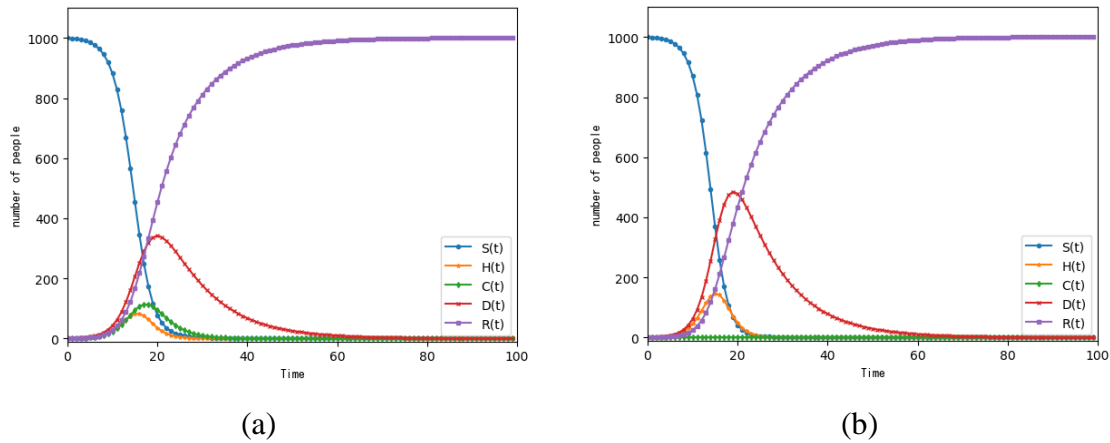 1000
800
600
400
200
0
number of people
S(t)
H(t)
C(t)
D(t)
R(t)
0 20 40 60 80 100
Time
(a)
1000
800
600
400
200
0
number of people
S(t)
H(t)
C(t)
D(t)
R(t)
0 20 40 60 80 100
Time
(b)